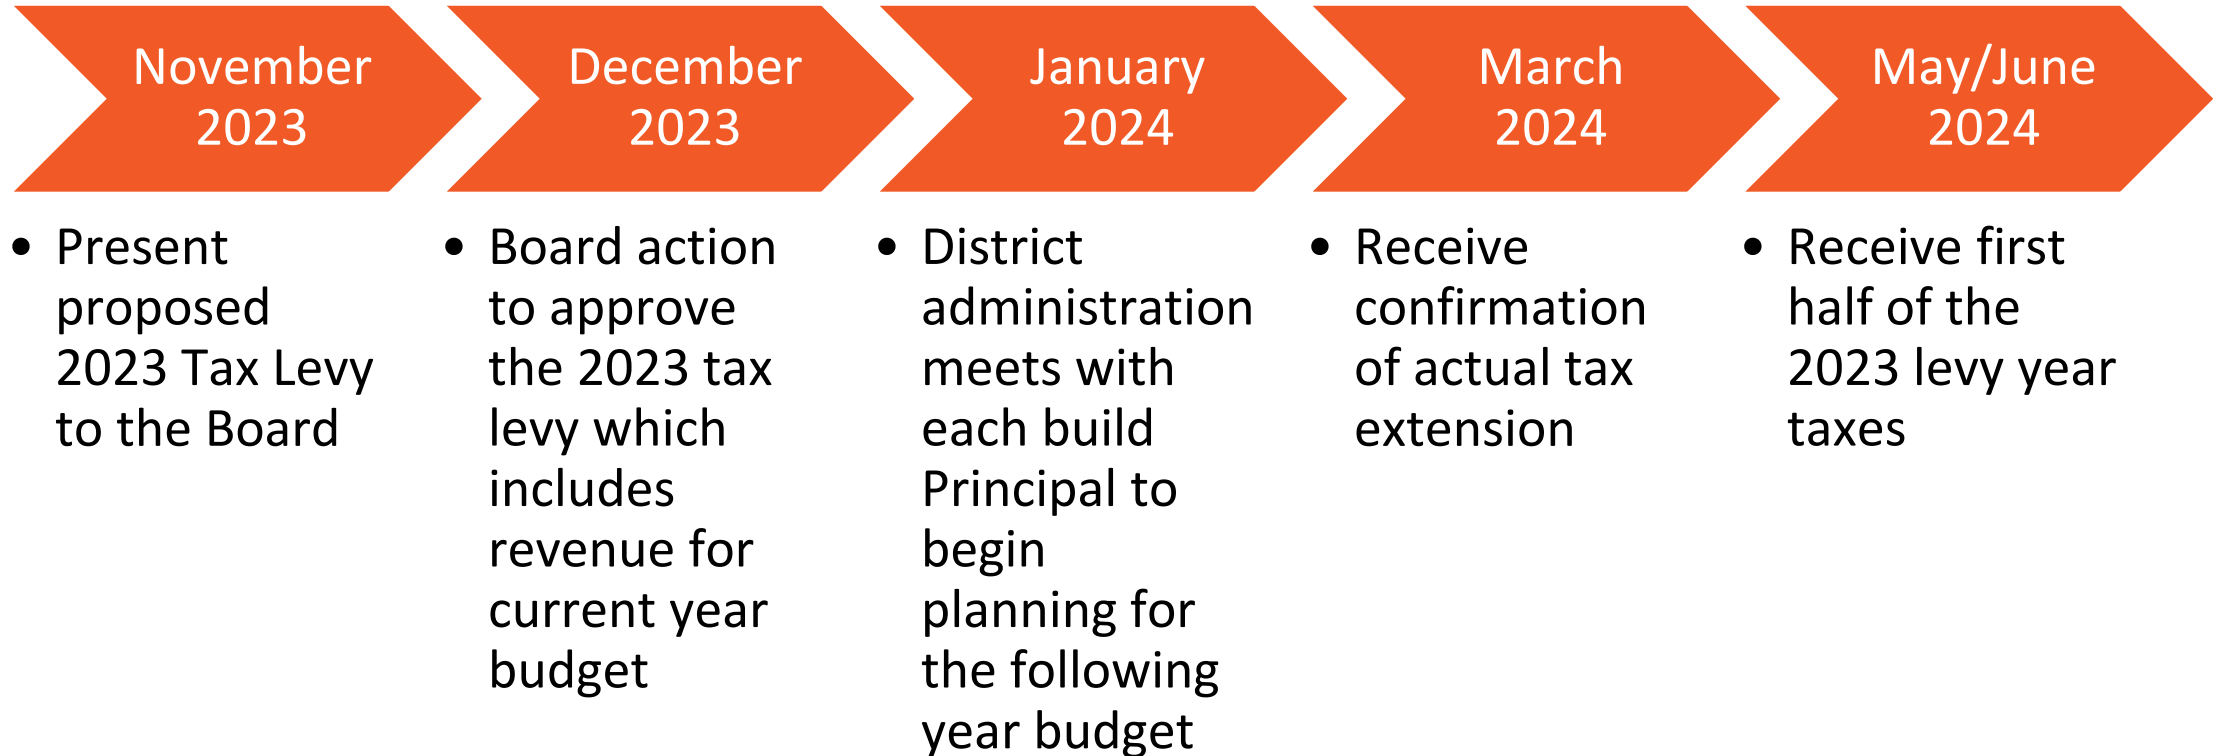 November
2023
• Present
proposed
2023 Tax Levy
to the Board
December
2023
• Board action
to approve
the 2023 tax
levy which
includes
revenue for
current year
budget
January
2024
• District
administration
meets with
each build
Principal to
begin
planning for
the following
year budget
March
2024
• Receive
confirmation
of actual tax
extension
May/June
2024
• Receive first
half of the
2023 levy year
taxes